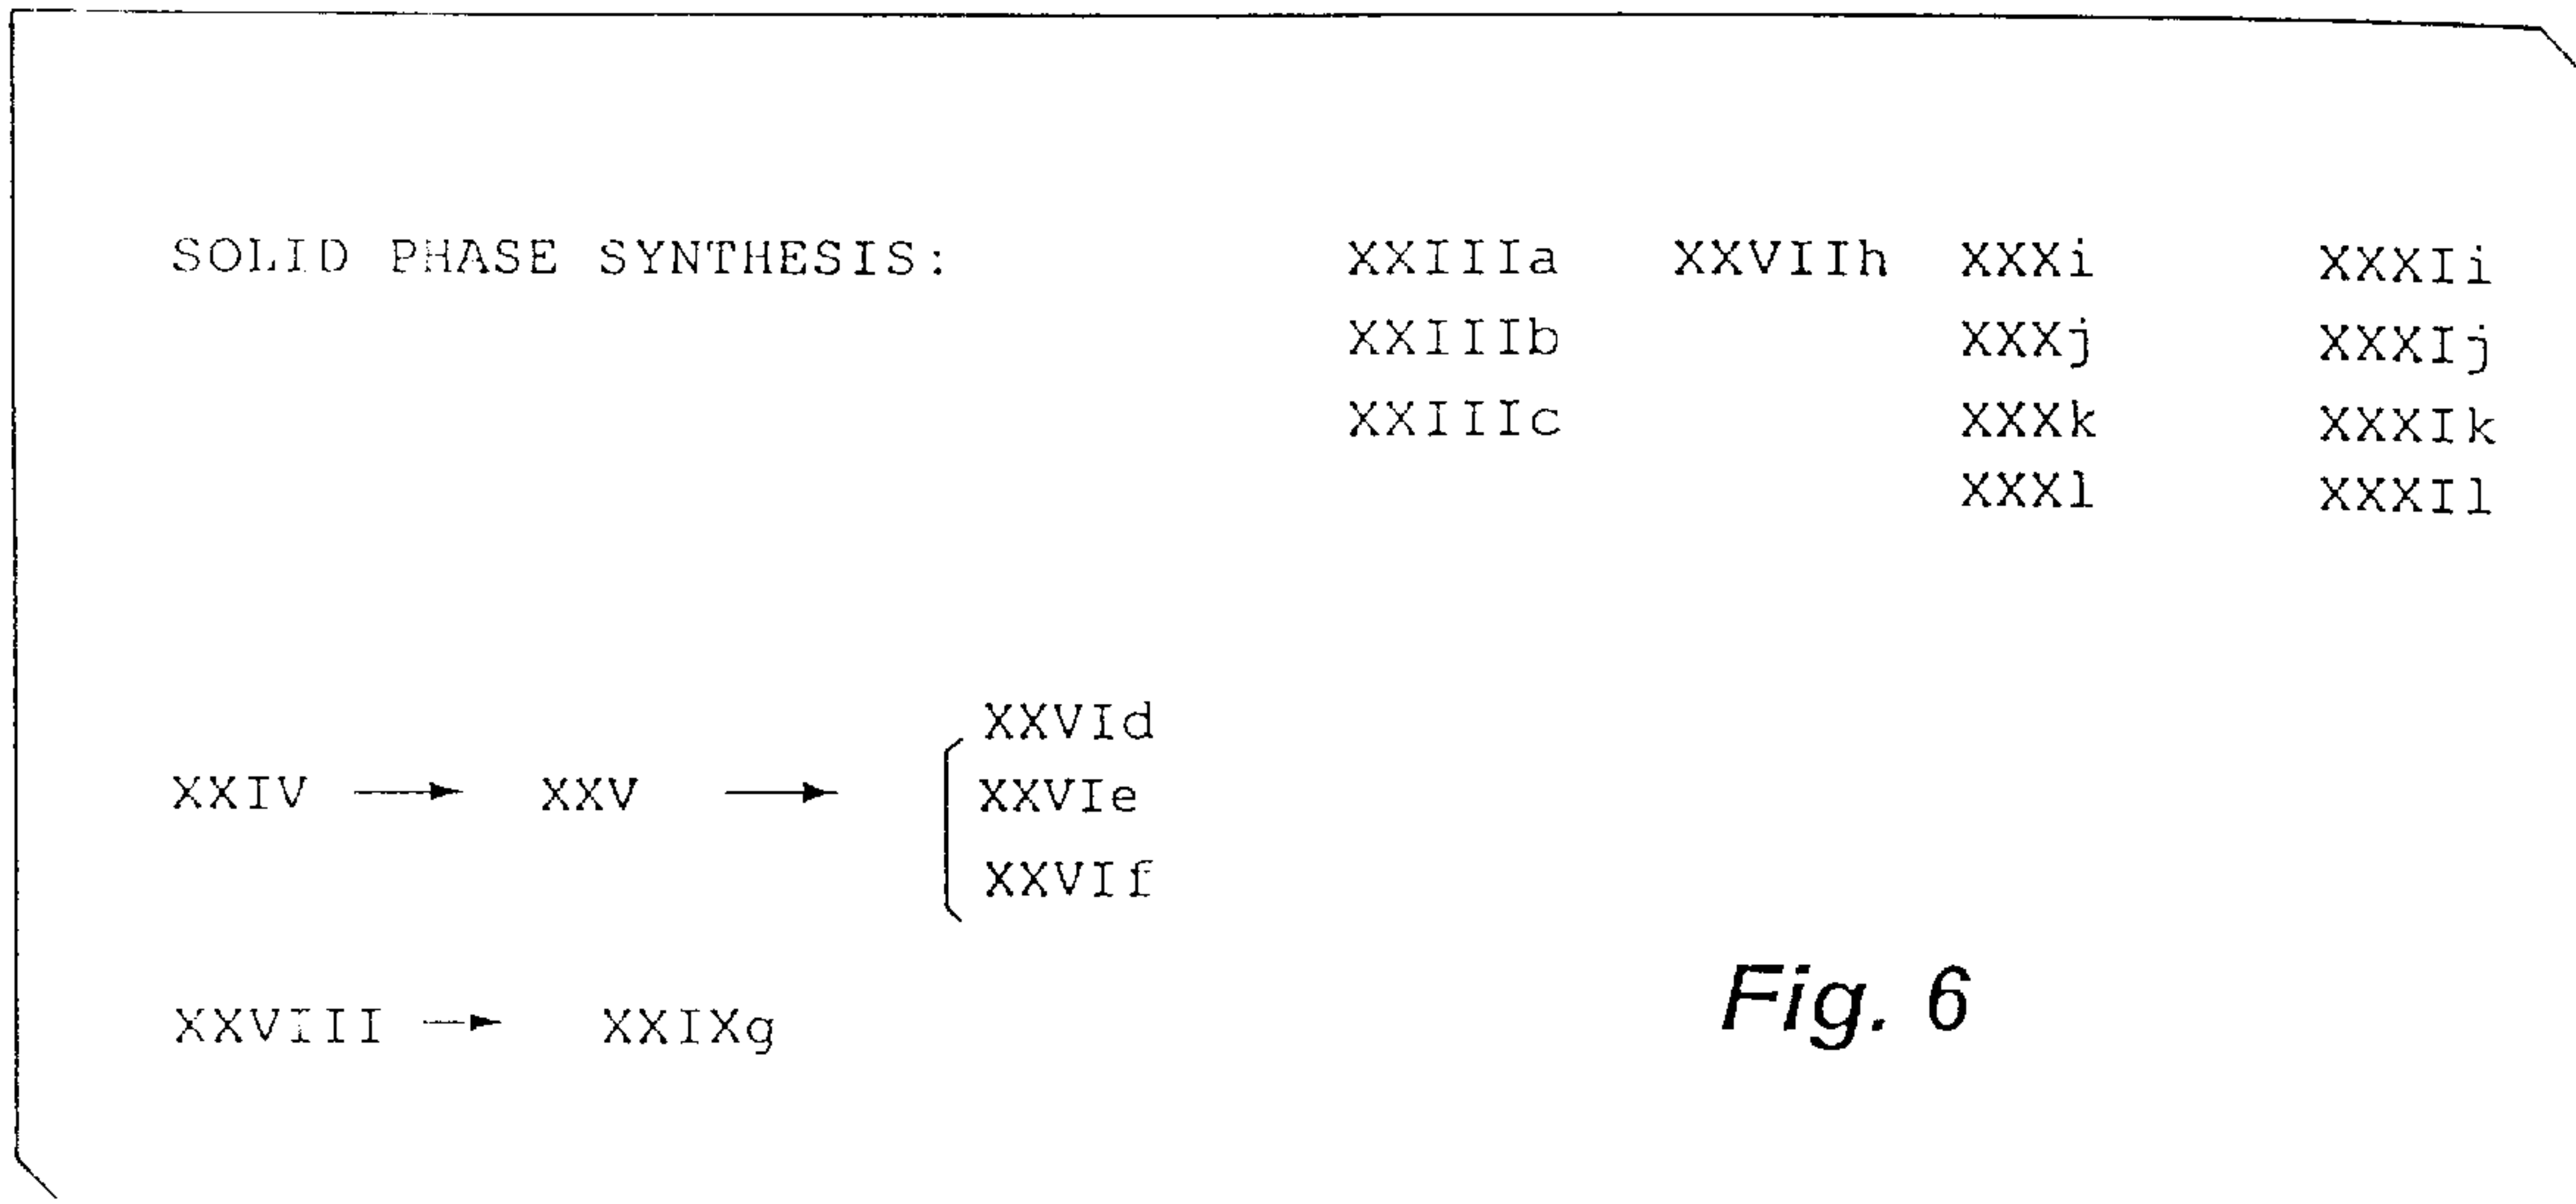 SOLID PHASE SYNTHESIS: XXIIIa XXVIIh XXXi XXXIi
XXIIIb XXXj XXXIj
XXIIIc XXXk XXXIk
XXXl XXXIl
XXVId
XXIV → XXV → XXVIe
XXVIf
XXVIII → XXIXg
Fig. 6